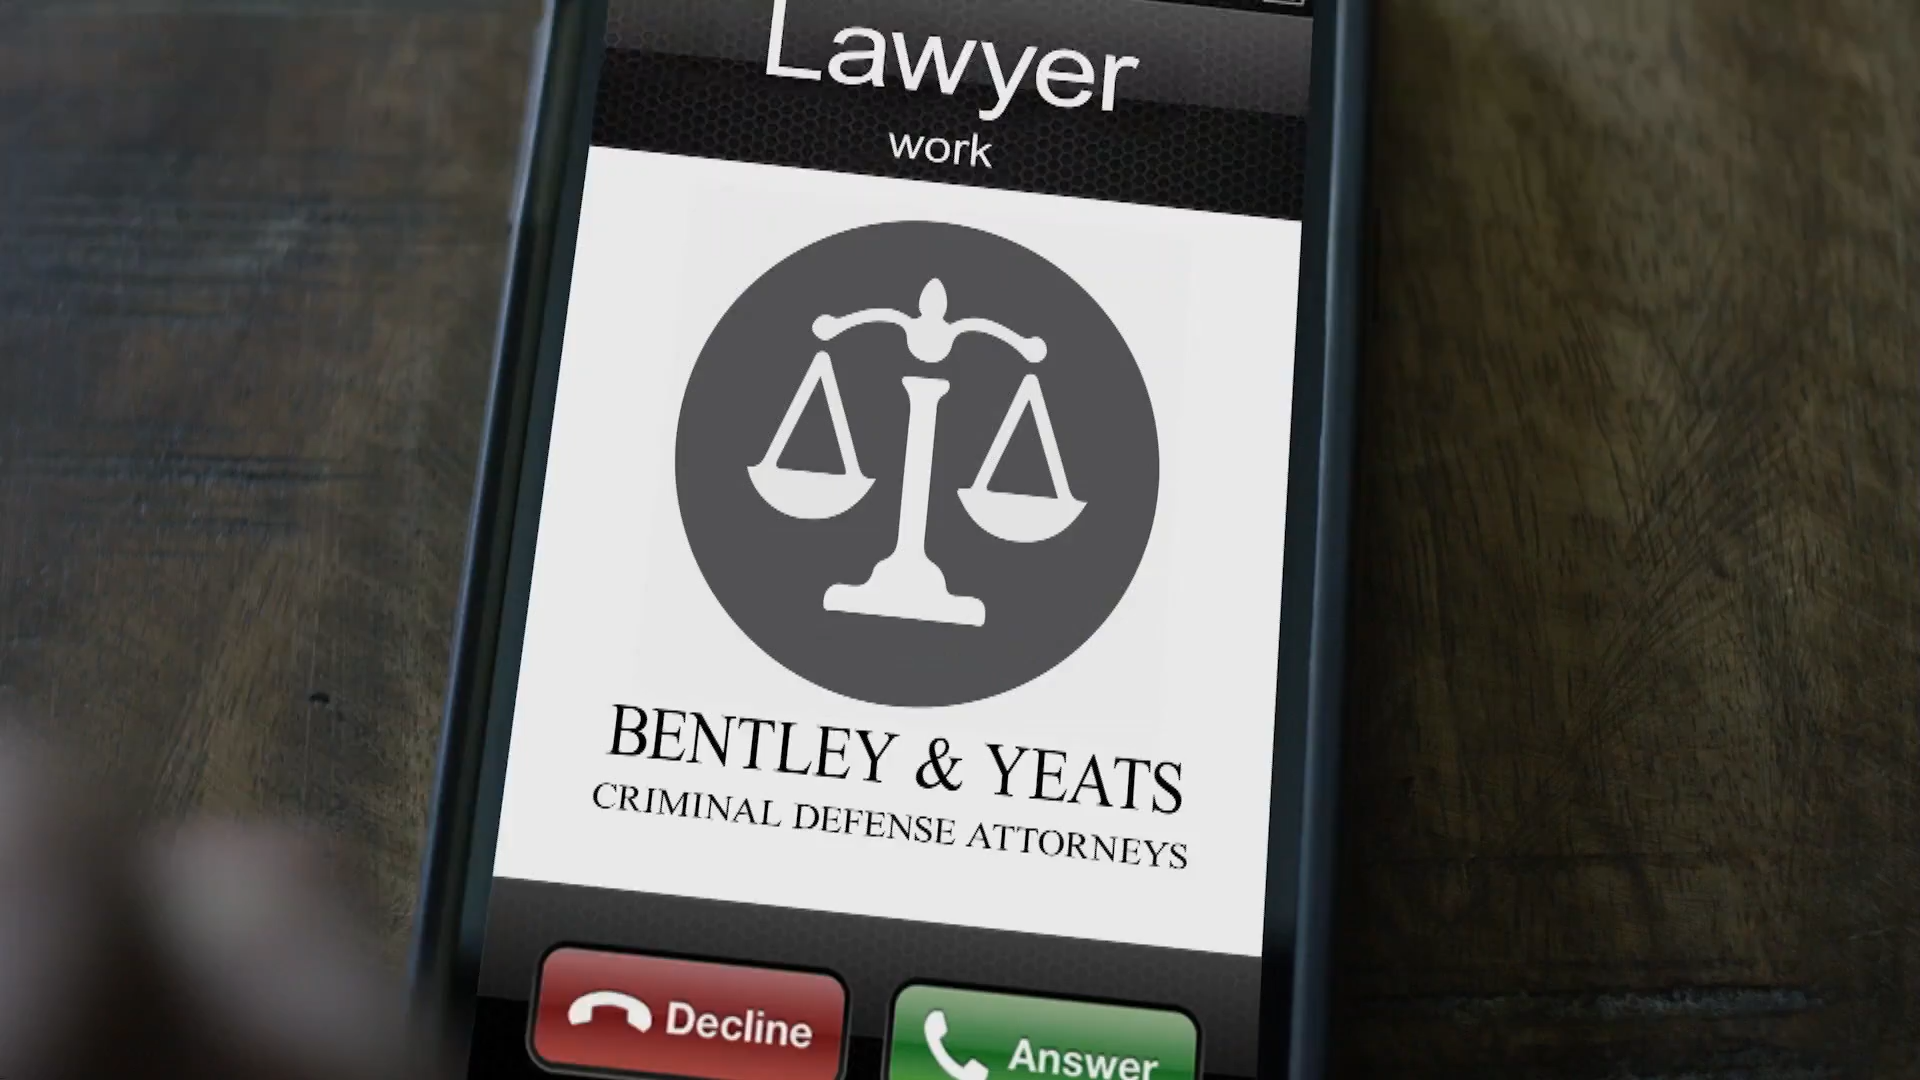 Lawyer
work
BENTLEY & YEATS
CRIMINAL DEFENSE ATTORNEYS
Decline
Answer